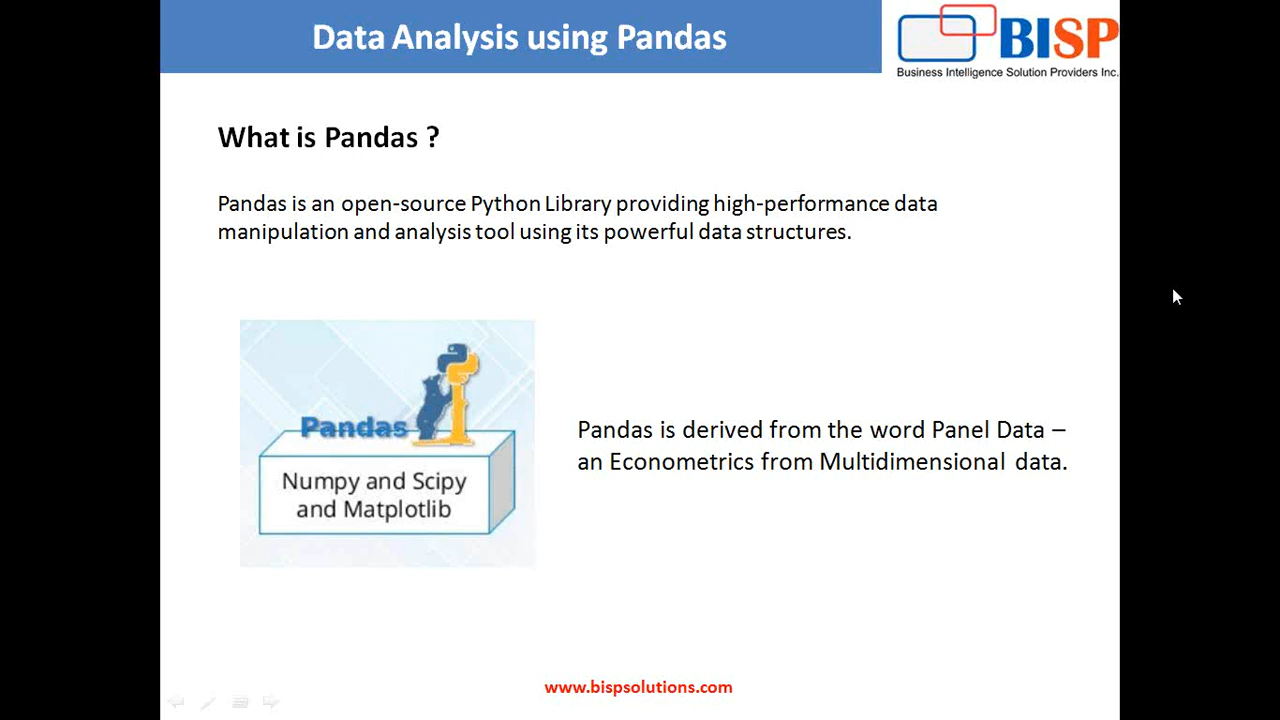 Data Analysis using Pandas
BISP
Business Intelligence Solution Providers Inc.
What is Pandas ?
Pandas is an open-source Python Library providing high-performance data
manipulation and analysis tool using its powerful data structures.
Pandas
Numpy and Scipy
and Matplotlib
Pandas is derived from the word Panel Data –
an Econometrics from Multidimensional data.
www.bispsolutions.com